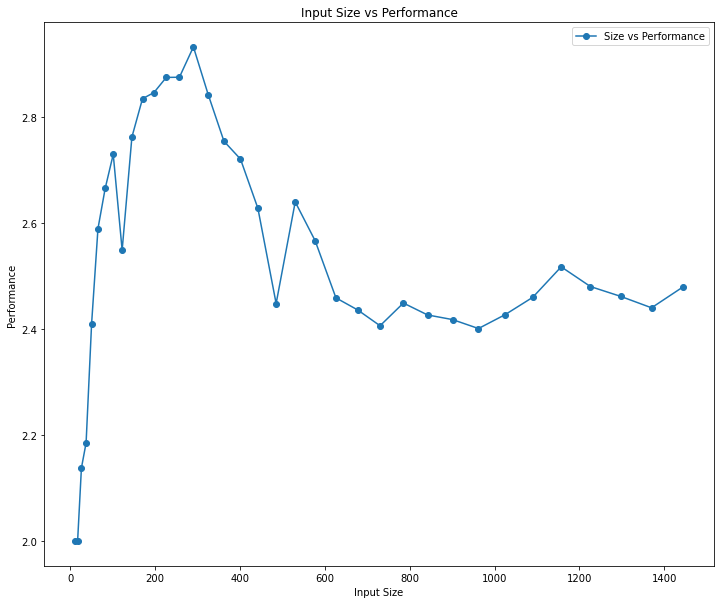 Input Size vs Performance
Size vs Performance
2.8
2.6
2.4
2.2
2.0
Performance
0 200 400 600 800 1000 1200 1400
Input Size